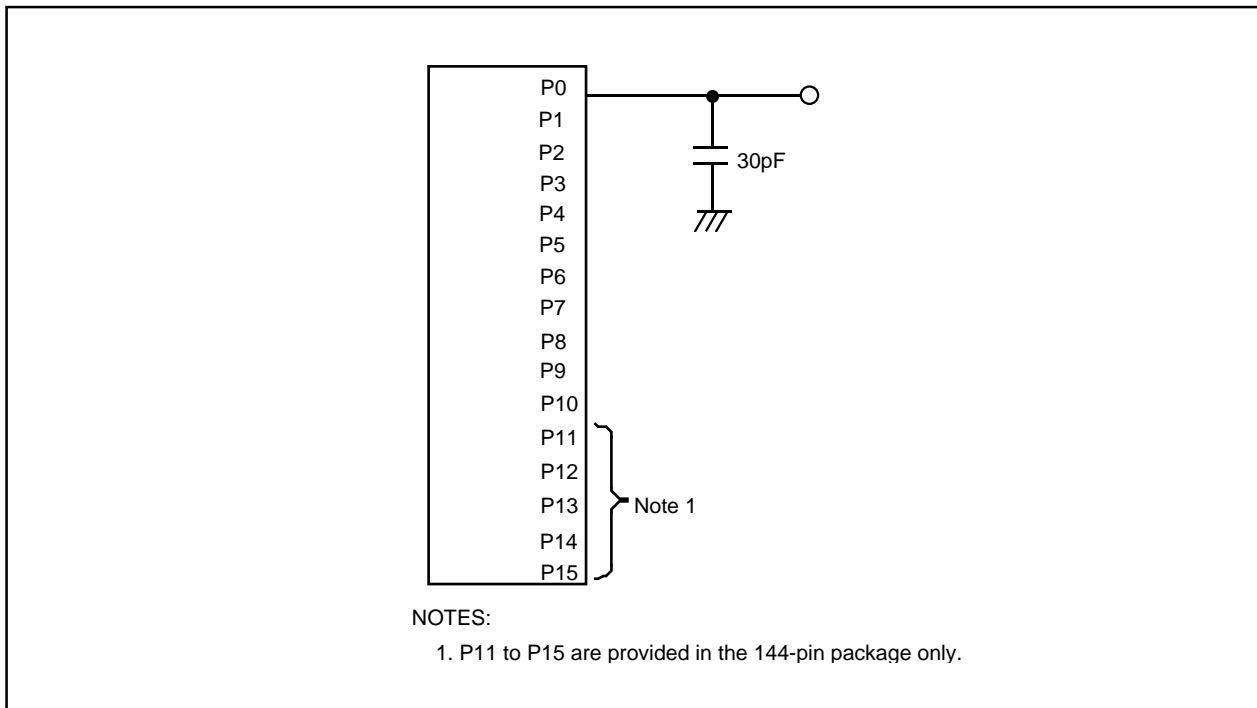 P0
P1
P2
30pF
P3
P4
P5
P6
P7
P8
P9
P10
P11
P12
P13
Note 1
P14
P15
NOTES:
1. P11 to P15 are provided in the 144-pin package only.